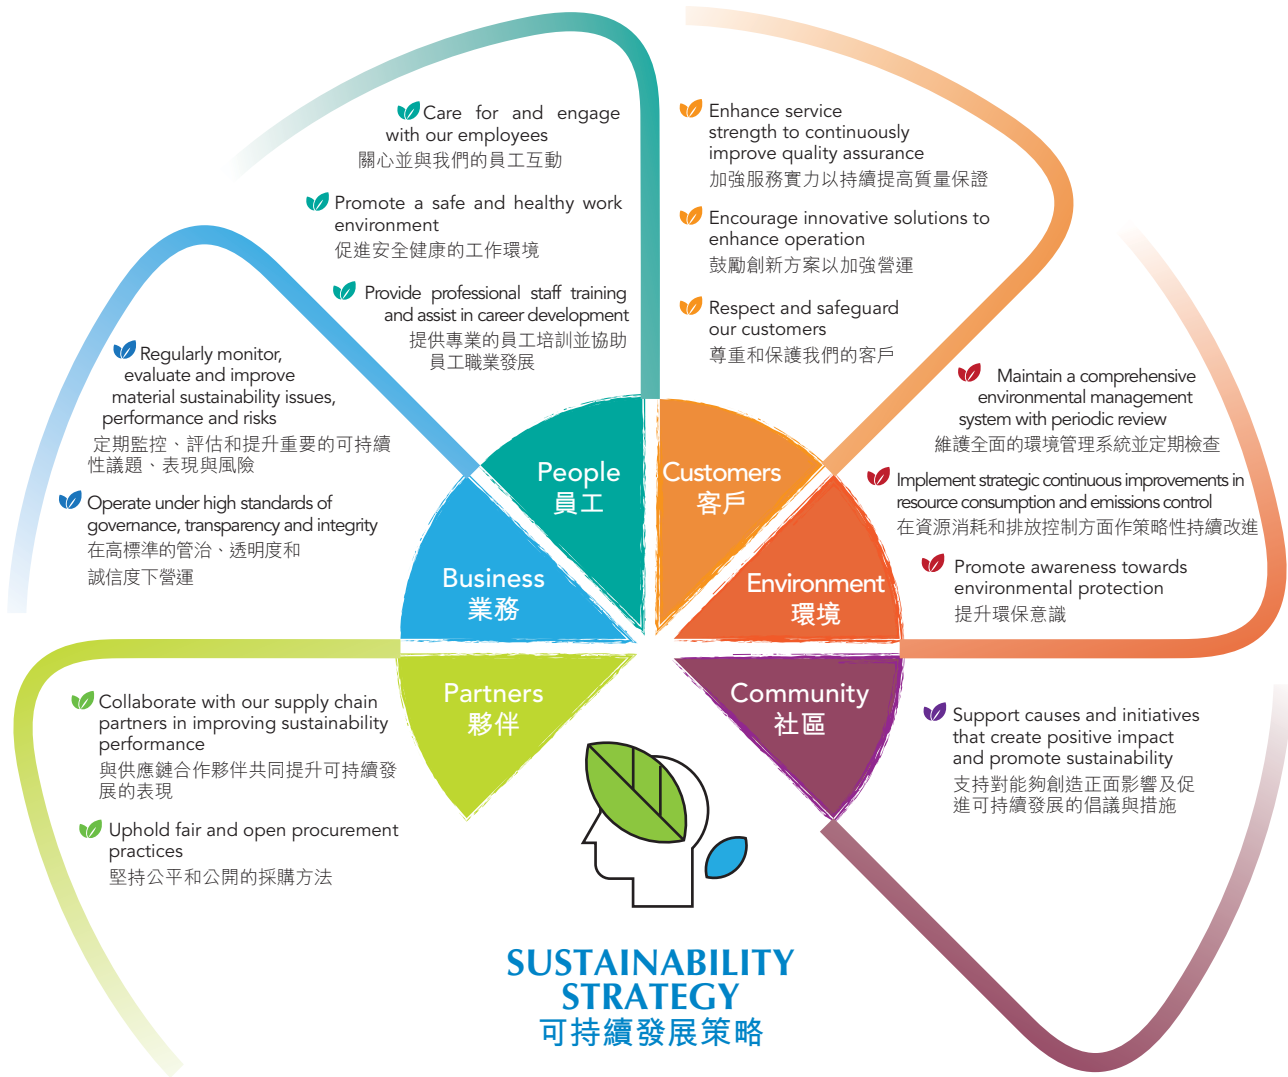 Care for and engage
with our employees
關心並與我們的員工互動
Promote a safe and healthy work
environment
促進安全健康的工作環境
Provide professional staff training
and assist in career development
提供專業的員工培訓並協助
員工職業發展
Enhance service
strength to continuously
improve quality assurance
加強服務實力以持續提高質量保證
Encourage innovative solutions to
enhance operation
鼓勵創新方案以加強營運
Respect and safeguard
our customers
尊重和保護我們的客戶
Regularly monitor,
evaluate and improve
material sustainability issues,
performance and risks
定期監控、評估和提升重要的可持續
性議題、表現與風險
Operate under high standards of
governance, transparency and integrity
在高標準的管治、透明度和
誠信度下營運
Maintain a comprehensive
environmental management
system with periodic review
維護全面的環境管理系統並定期檢查
Implement strategic continuous improvements in
resource consumption and emissions control
在資源消耗和排放控制方面作策略性持續改進
Promote awareness towards
environmental protection
提升環保意識
People
員工
Customers
客戶
Business
業務
Environment
環境
Partners
夥伴
Community
社區
Collaborate with our supply chain
partners in improving sustainability
performance
與供應鏈合作夥伴共同提升可持續發
展的表現
Uphold fair and open procurement
practices
堅持公平和公開的採購方法
Support causes and initiatives
that create positive impact
and promote sustainability
支持對能夠創造正面影響及促
進可持續發展的倡議與措施
SUSTAINABILITY
STRATEGY
可持續發展策略